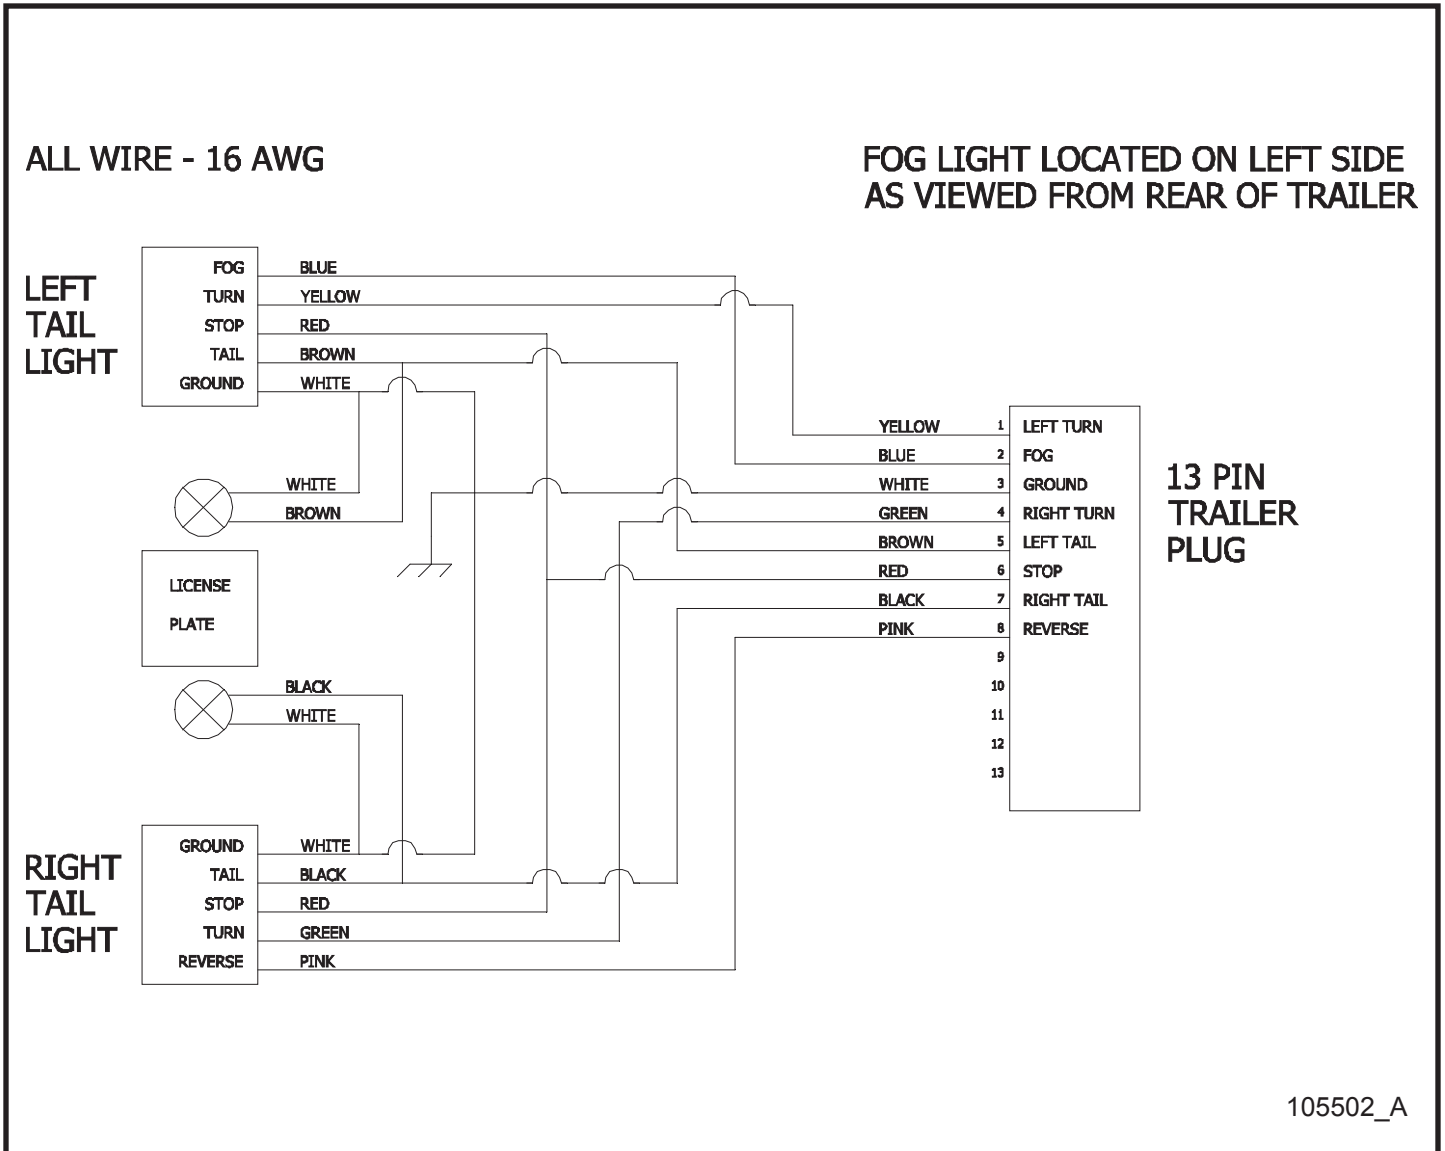 ALL WIRE - 16 AWG
FOG LIGHT LOCATED ON LEFT SIDE
AS VIEWED FROM REAR OF TRAILER
LEFT
TAIL
LIGHT
FOG BLUE
TURN YELLOW
STOP RED
TAIL BROWN
GROUND WHITE
WHITE
BROWN
LICENSE
PLATE
BLACK
WHITE
RIGHT
TAIL
LIGHT
GROUND WHITE
TAIL BLACK
STOP RED
TURN GREEN
REVERSE PINK
YELLOW 1 LEFT TURN
BLUE 2 FOG
WHITE 3 GROUND
GREEN 4 RIGHT TURN
BROWN 5 LEFT TAIL
RED 6 STOP
BLACK 7 RIGHT TAIL
PINK 8 REVERSE
9
10
11
12
13
13 PIN
TRAILER
PLUG
105502_A